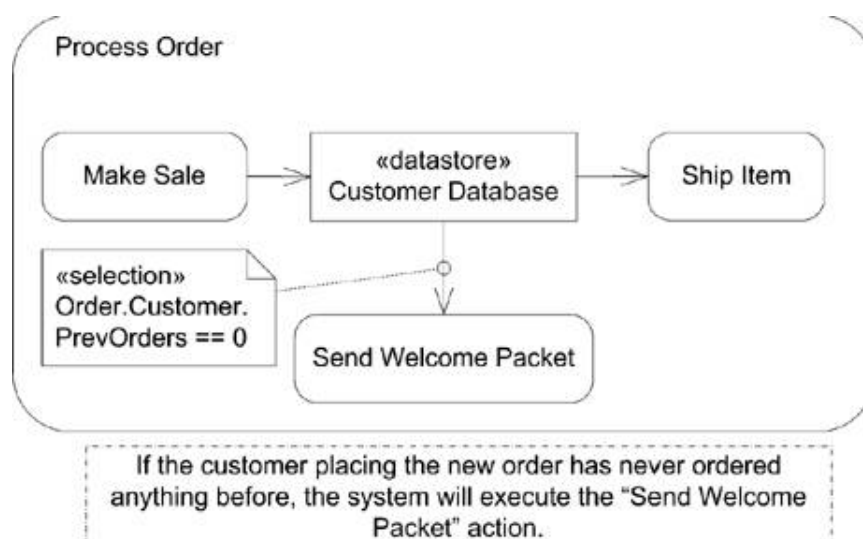 Process Order
Make Sale
«datastore»
Customer Database
Ship Item
«selection»
Order.Customer.
PrevOrders == 0
Send Welcome Packet
If the customer placing the new order has never ordered
anything before, the system will execute the “Send Welcome
Packet” action.